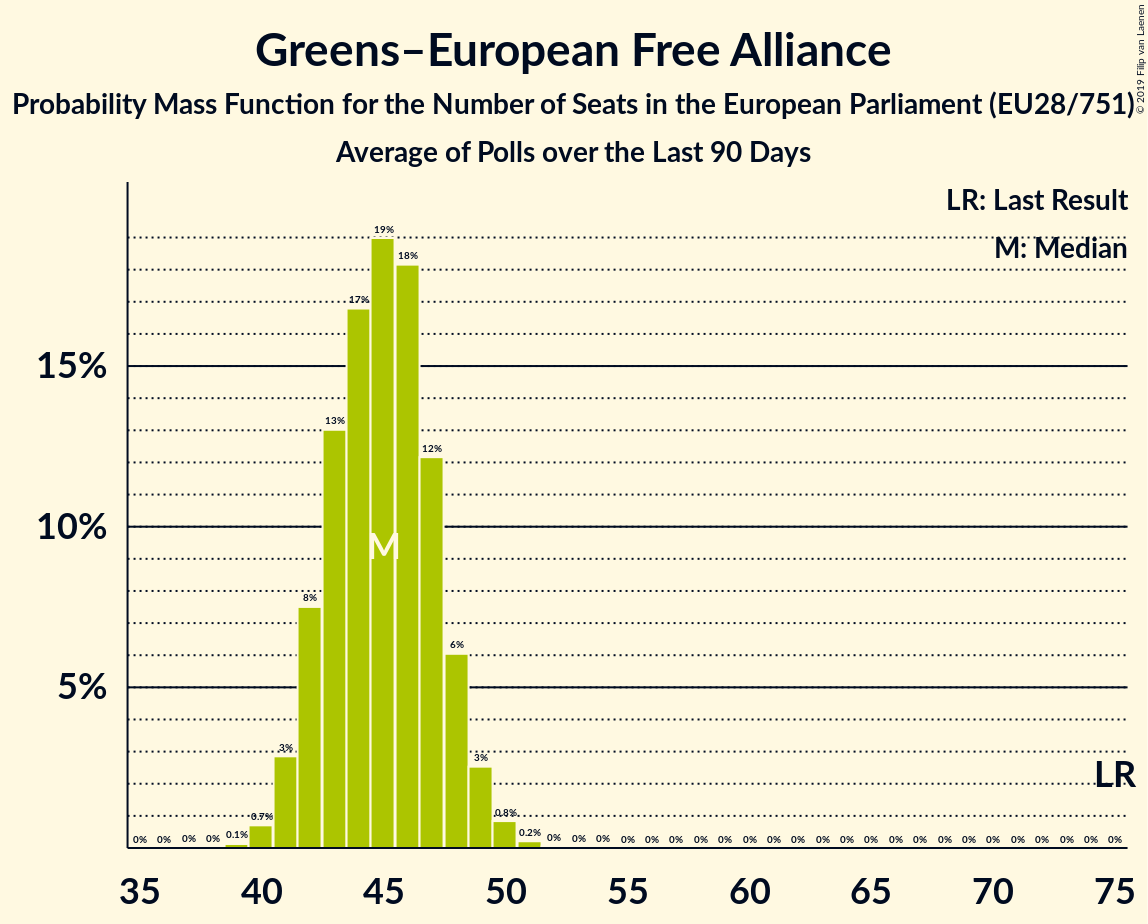 Greens–European Free Alliance
Probability Mass Function for the Number of Seats in the European Parliament (EU28/751)
Average of Polls over the Last 90 Days
© 2019 Filip van Laenen
LR: Last Result
M: Median
19%
18%
17%
15%
13%
12%
10%
M
8%
6%
5%
3%
3%
LR
0% 0% 0% 0% 0.1% 0.7% 0.8% 0.2% 0% 0% 0% 0% 0% 0% 0% 0% 0% 0% 0% 0% 0% 0% 0% 0% 0% 0% 0% 0% 0% 0% 0% 0%
35 40 45 50 55 60 65 70 75